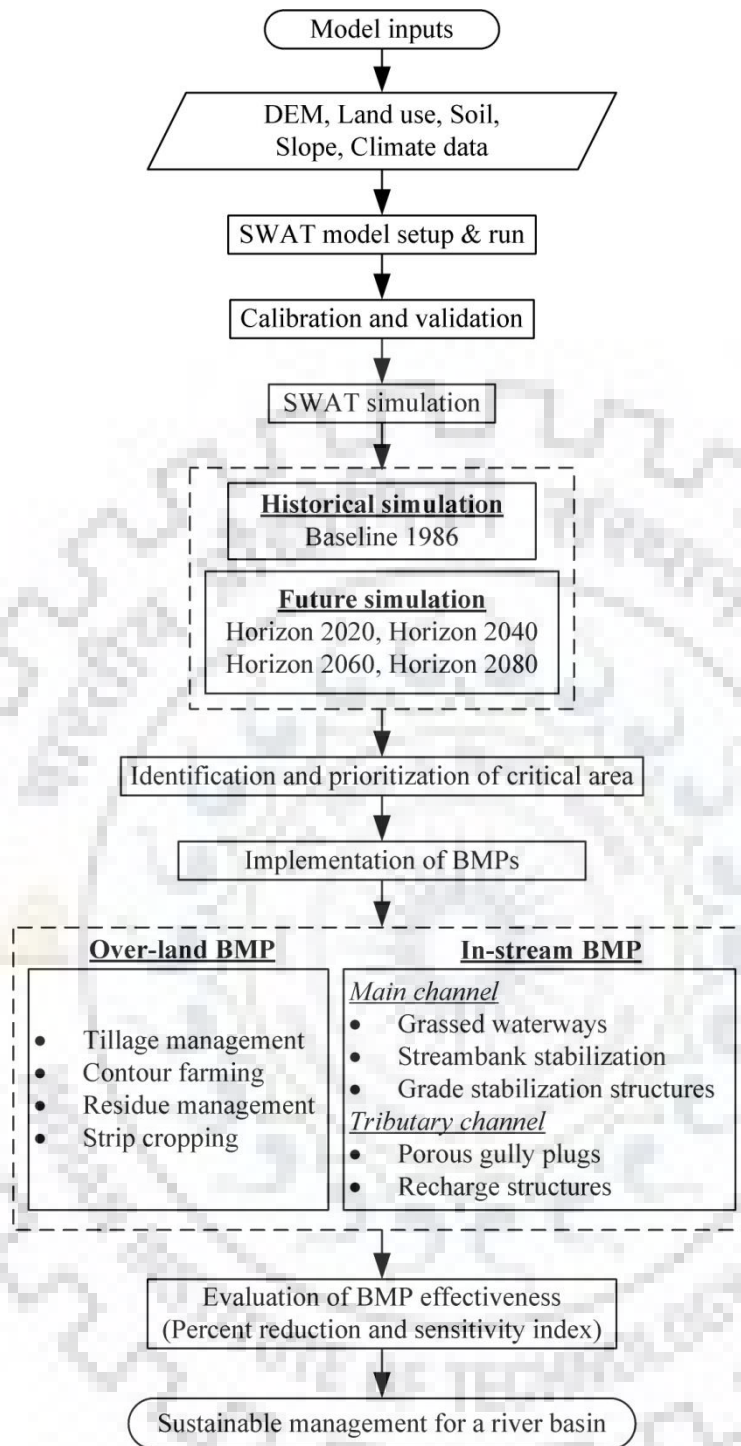 Model inputs
DEM, Land use, Soil,
Slope, Climate data
SWAT model setup & run
Calibration and validation
SWAT simulation
Historical simulation
Baseline 1986
Future simulation
Horizon 2020, Horizon 2040
Horizon 2060, Horizon 2080
Identification and prioritization of critical area
Implementation of BMPs
Over-land BMP
• Tillage management
• Contour farming
• Residue management
• Strip cropping
In-stream BMP
Main channel
• Grassed waterways
• Streambank stabilization
• Grade stabilization structures
Tributary channel
• Porous gully plugs
• Recharge structures
Evaluation of BMP effectiveness
(Percent reduction and sensitivity index)
Sustainable management for a river basin